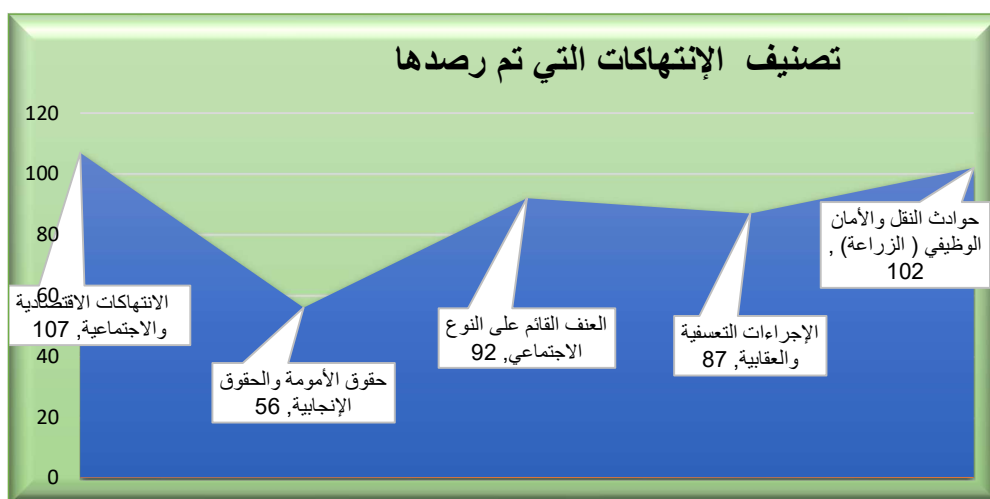 تصنيف الإنتهاكات التي تم رصدها
120
100
80
60
40
20
0
الانتهاكات الاقتصادية
والاجتماعية, 107
حقوق الأمومة والحقوق
الإنجابية, 56
العنف القائم على النوع
الاجتماعي, 92
الإجراءات التعسفية
والعقابية, 87
حوادث النقل والأمان
الوظيفي ( الزراعة) ,
102